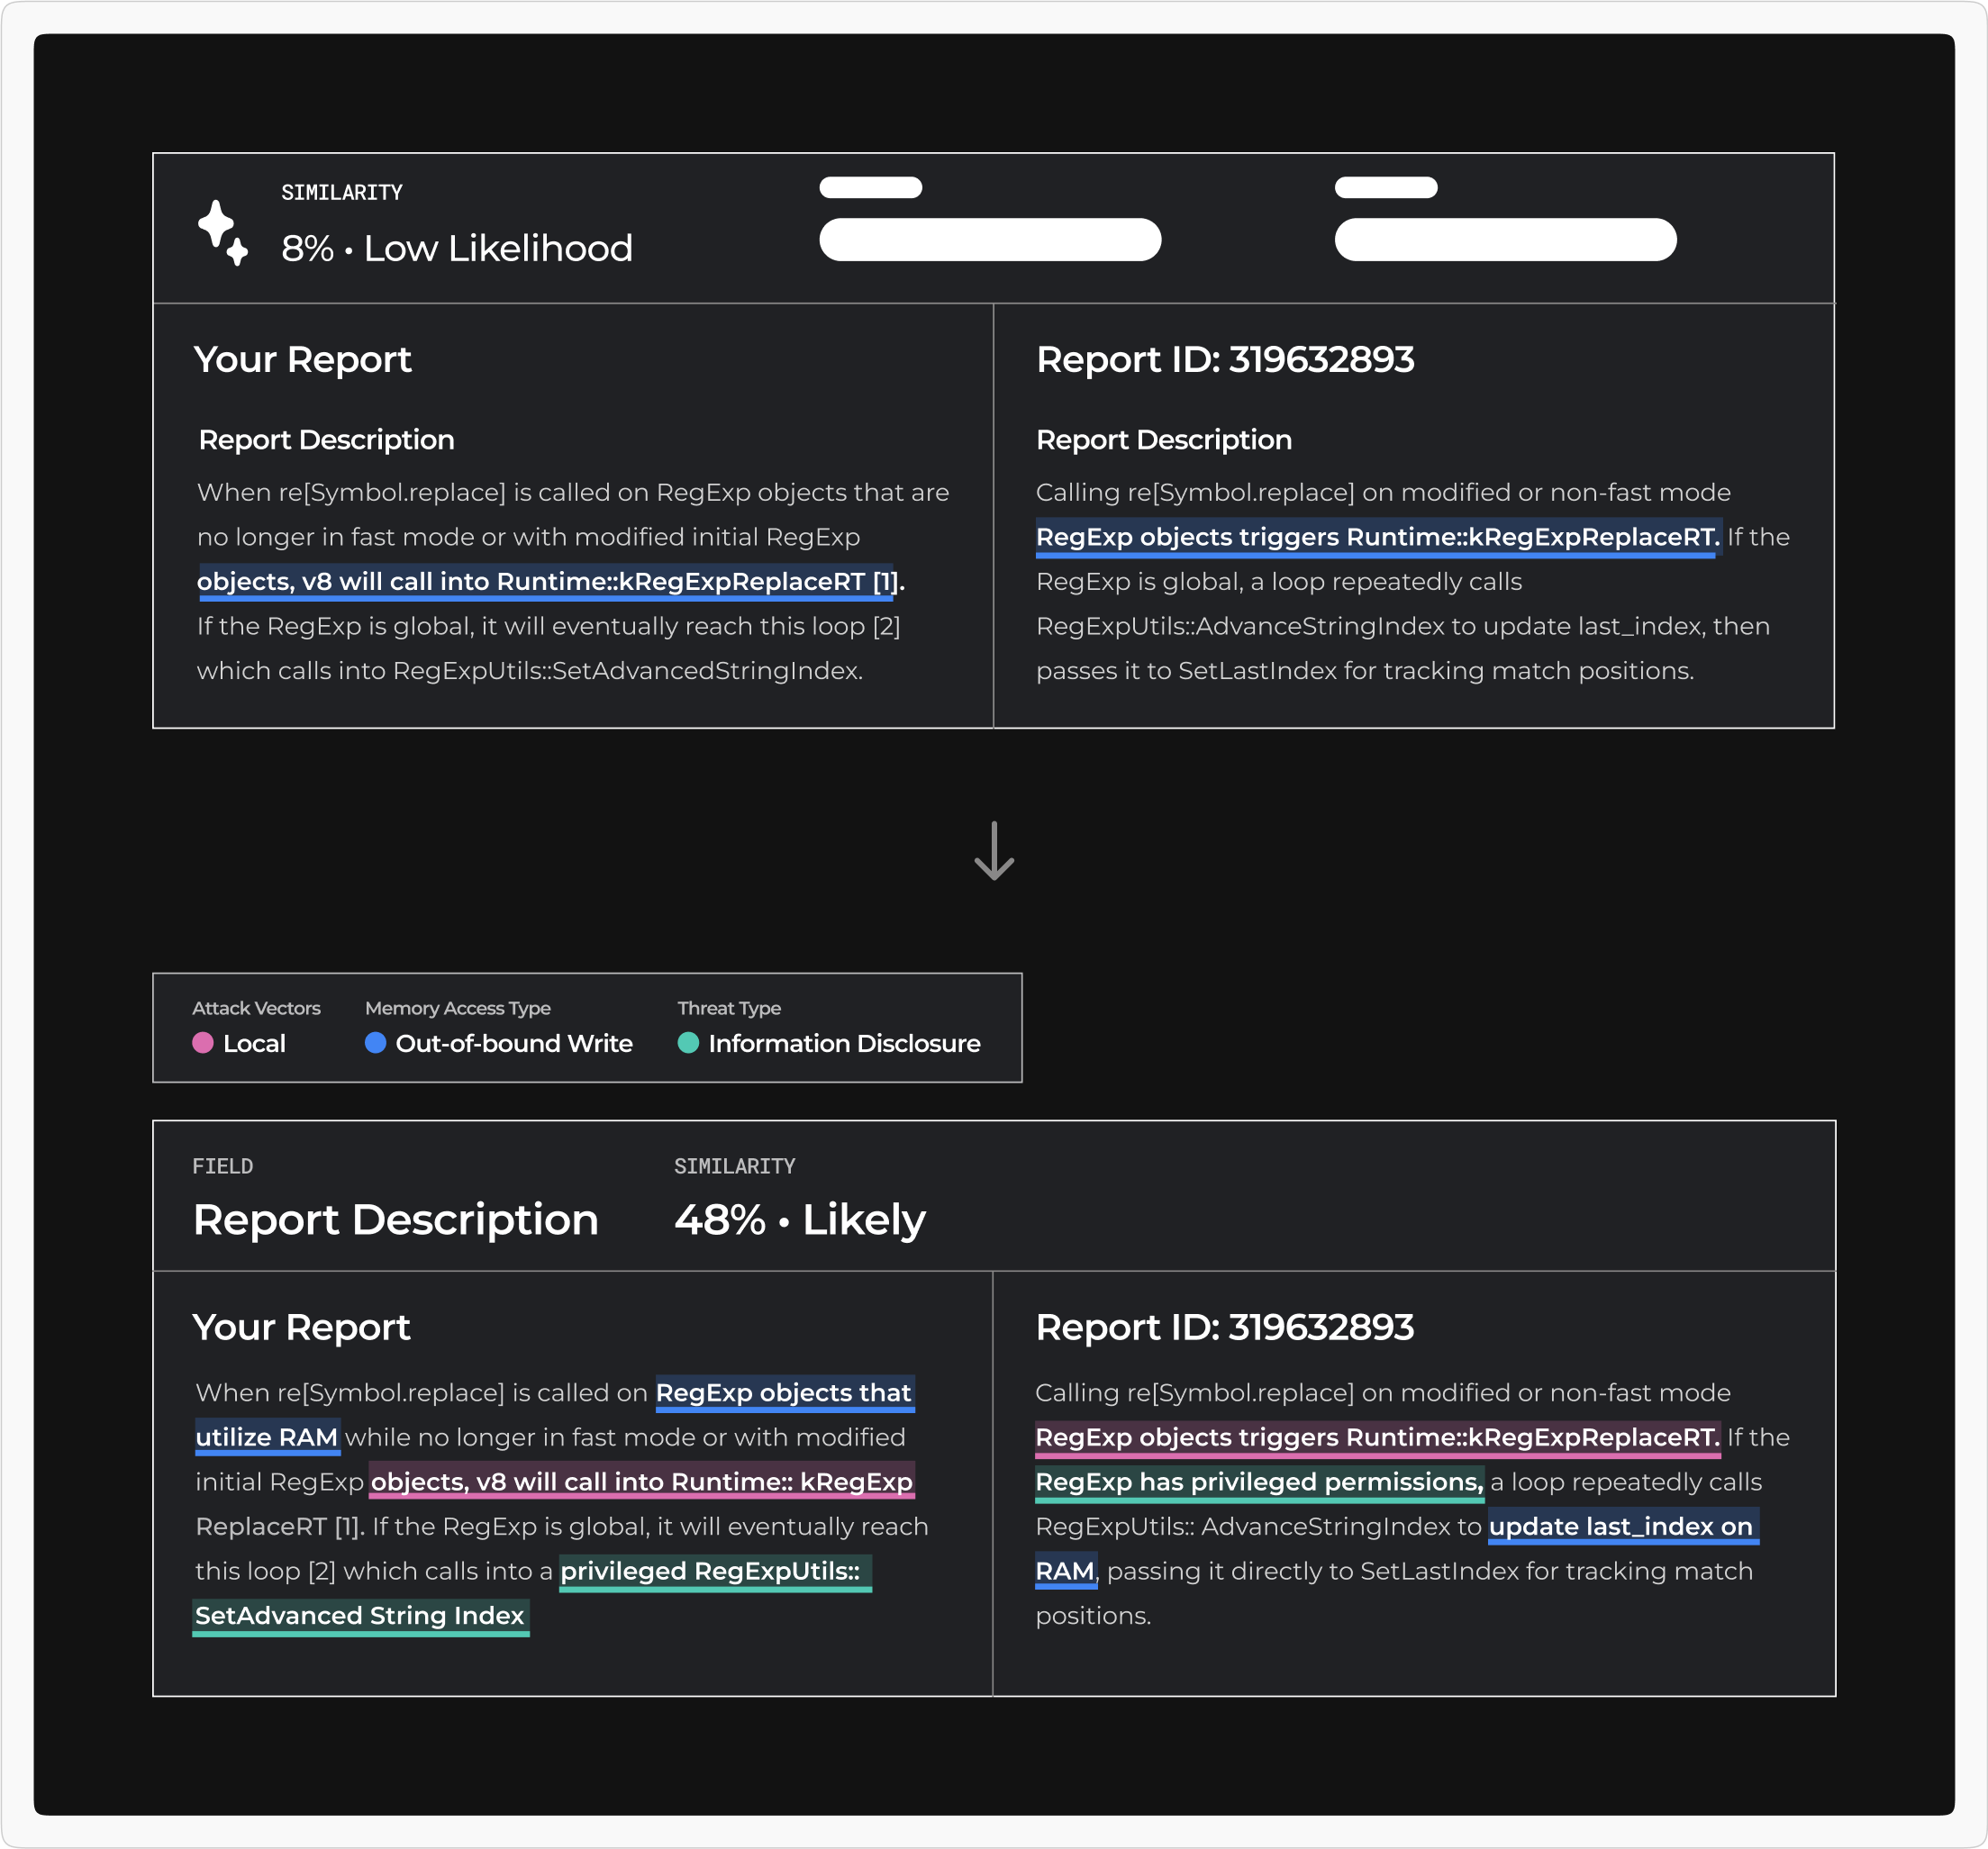 SIMILARITY
8% • Low Likelihood
Your Report
Report Description
When re[Symbol.replace] is called on RegExp objects that are
no longer in fast mode or with modified initial RegExp
objects, v8 will call into Runtime::kRegExpReplaceRT [1].
If the RegExp is global, it will eventually reach this loop [2]
which calls into RegExpUtils::SetAdvancedStringIndex.
Report ID: 319632893
Report Description
Calling re[Symbol.replace] on modified or non-fast mode
RegExp objects triggers Runtime::kRegExpReplaceRT. If the
RegExp is global, a loop repeatedly calls
RegExpUtils::AdvanceStringIndex to update last_index, then
passes it to SetLastIndex for tracking match positions.
Attack Vectors
Local
Memory Access Type
Out-of-bound Write
Threat Type
Information Disclosure
FIELD
Report Description
SIMILARITY
48% • Likely
Your Report
When re[Symbol.replace] is called on RegExp objects that
utilize RAM while no longer in fast mode or with modified
initial RegExp objects, v8 will call into Runtime:: kRegExp
ReplaceRT [1]. If the RegExp is global, it will eventually reach
this loop [2] which calls into a privileged RegExpUtils::
SetAdvanced String Index
Report ID: 319632893
Calling re[Symbol.replace] on modified or non-fast mode
RegExp objects triggers Runtime::kRegExpReplaceRT. If the
RegExp has privileged permissions, a loop repeatedly calls
RegExpUtils:: AdvanceStringIndex to update last_index on
RAM, passing it directly to SetLastIndex for tracking match
positions.